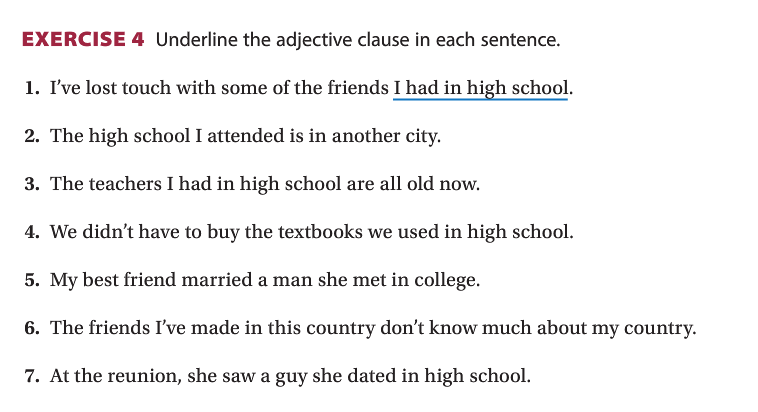 EXERCISE 4 Underline the adjective clause in each sentence.
1. I’ve lost touch with some of the friends I had in high school.
2. The high school I attended is in another city.
3. The teachers I had in high school are all old now.
4. We didn’t have to buy the textbooks we used in high school.
5. My best friend married a man she met in college.
6. The friends I’ve made in this country don’t know much about my country.
7. At the reunion, she saw a guy she dated in high school.